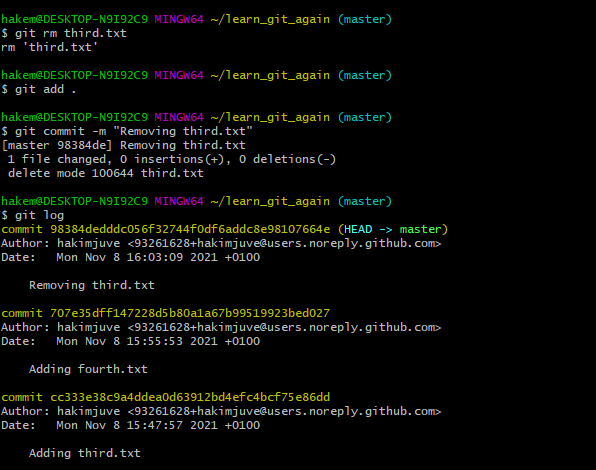 hakem@DESKTOP-N9I92C9 MINGW64 ~/learn_git_again (master)
$ git rm third.txt
rm 'third.txt'
hakem@DESKTOP-N9I92C9 MINGW64 ~/learn_git_again (master)
$ git add .
hakem@DESKTOP-N9I92C9 MINGW64 ~/learn_git_again (master)
$ git commit -m "Removing third.txt"
[master 98384de] Removing third.txt
 1 file changed, 0 insertions(+), 0 deletions(-)
 delete mode 100644 third.txt
hakem@DESKTOP-N9I92C9 MINGW64 ~/learn_git_again (master)
$ git log
commit 98384dedddc056f32744f0df6addc8e98107664e (HEAD -> master)
Author: hakimjuve <93261628+hakimjuve@users.noreply.github.com>
Date:   Mon Nov 8 16:03:09 2021 +0100
    Removing third.txt
commit 707e35dff147228d5b80a1a67b99519923bed027
Author: hakimjuve <93261628+hakimjuve@users.noreply.github.com>
Date:   Mon Nov 8 15:55:53 2021 +0100
    Adding fourth.txt
commit cc333e38c9a4ddea0d63912bd4efc4bcf75e86dd
Author: hakimjuve <93261628+hakimjuve@users.noreply.github.com>
Date:   Mon Nov 8 15:47:57 2021 +0100
    Adding third.txt